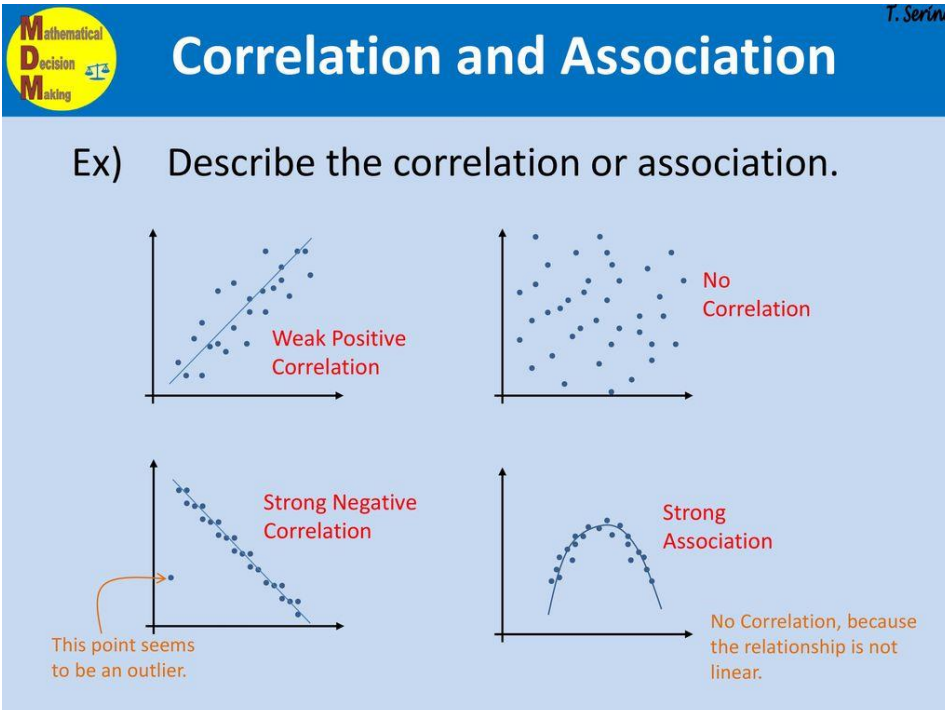 Mathematical
Decision
Making
Correlation and Association
Ex) Describe the correlation or association.
Weak Positive
Correlation
No
Correlation
Strong Negative
Correlation
This point seems
to be an outlier.
Strong
Association
No Correlation, because
the relationship is not
linear.